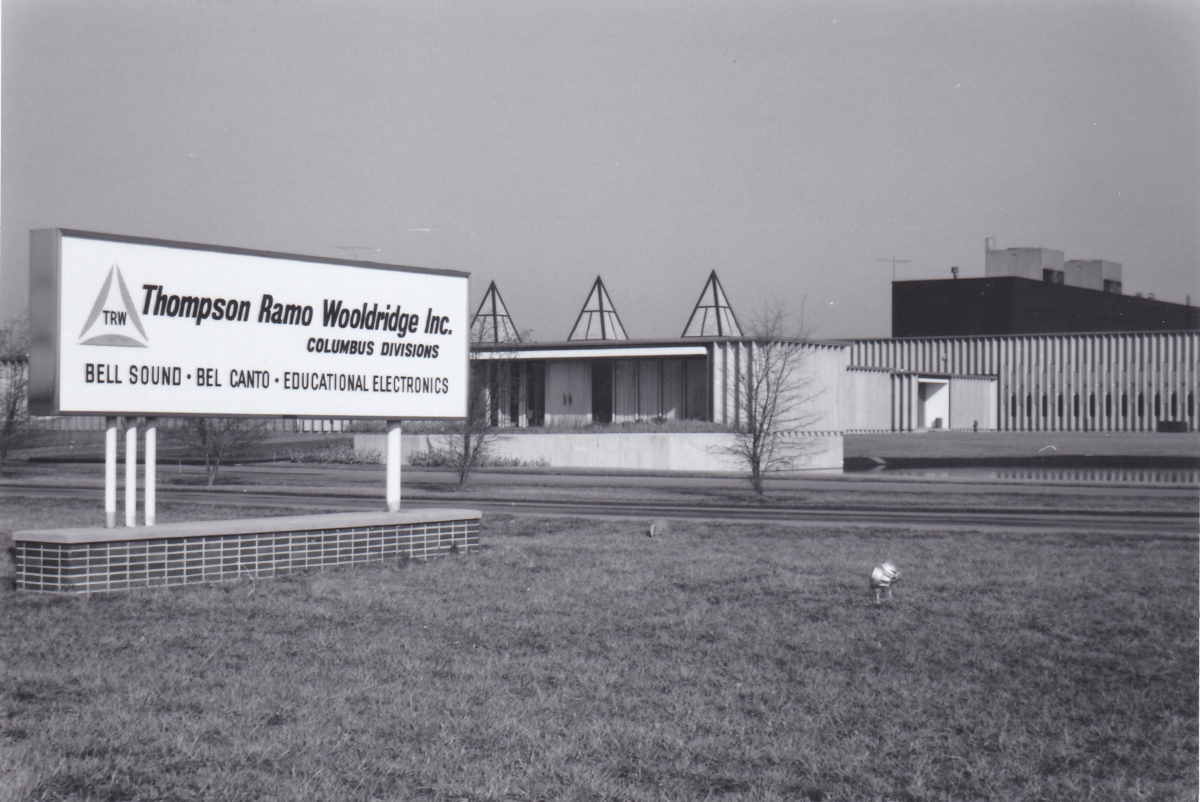 TRW
Thompson Ramo Wooldridge Inc.
COLUMBUS DIVISIONS
BELL SOUND • BEL CANTO • EDUCATIONAL ELECTRONICS